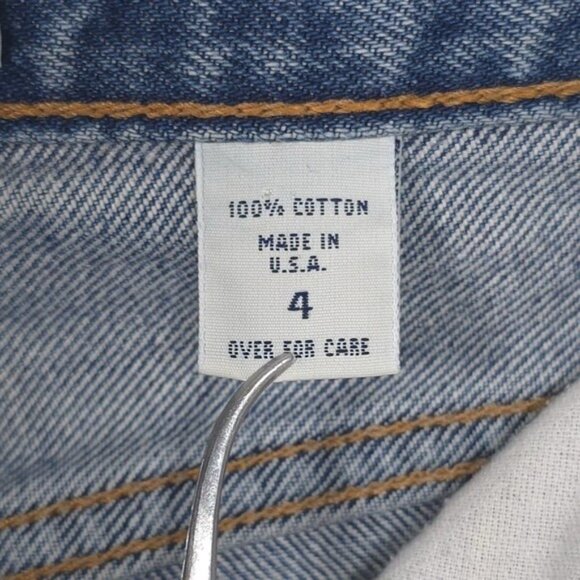 100% COTTON
MADE IN
U.S.A.
4
OVER FOR CARE